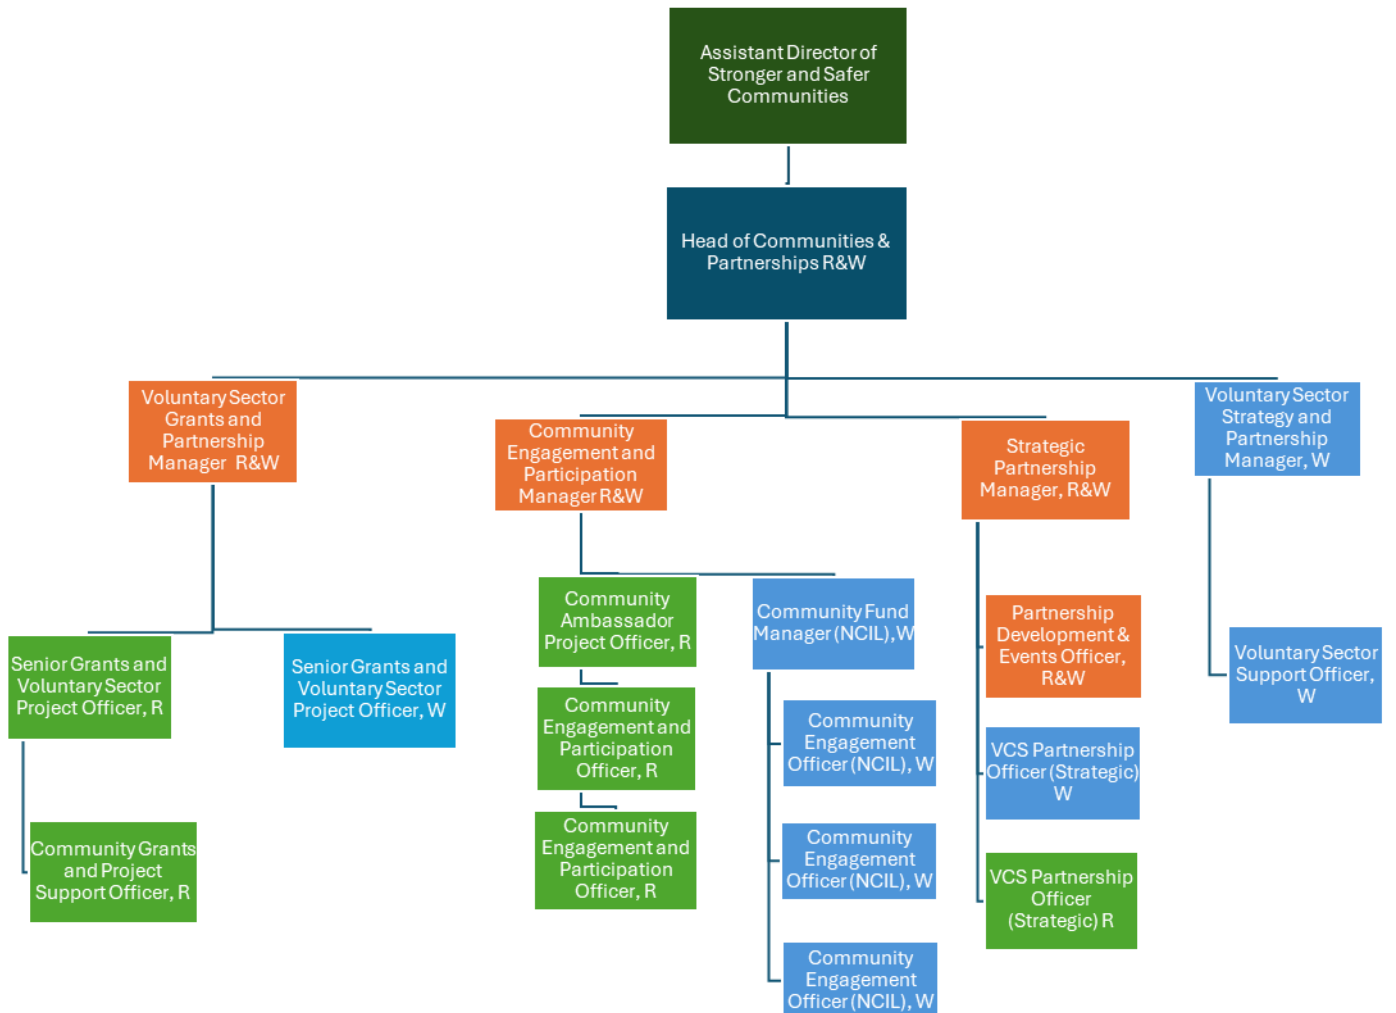 Assistant Director of
Stronger and Safer
Communities
Head of Communities &
Partnerships R&W
Voluntary Sector
Grants and
Partnership
Manager R&W
Community
Engagement and
Participation
Manager R&W
Strategic
Partnership
Manager, R&W
Voluntary Sector
Strategy and
Partnership
Manager, W
Senior Grants and
Voluntary Sector
Project Officer, R
Senior Grants and
Voluntary Sector
Project Officer, W
Community Grants
and Project
Support Officer, R
Community
Ambassador
Project Officer, R
Community
Engagement and
Participation
Officer, R
Community
Engagement and
Participation
Officer, R
Community Fund
Manager (NCIL), W
Community
Engagement
Officer (NCIL), W
Community
Engagement
Officer (NCIL), W
Community
Engagement
Officer (NCIL), W
Partnership
Development &
Events Officer,
R&W
VCS Partnership
Officer (Strategic)
W
VCS Partnership
Officer
(Strategic) R
Voluntary Sector
Support Officer,
W